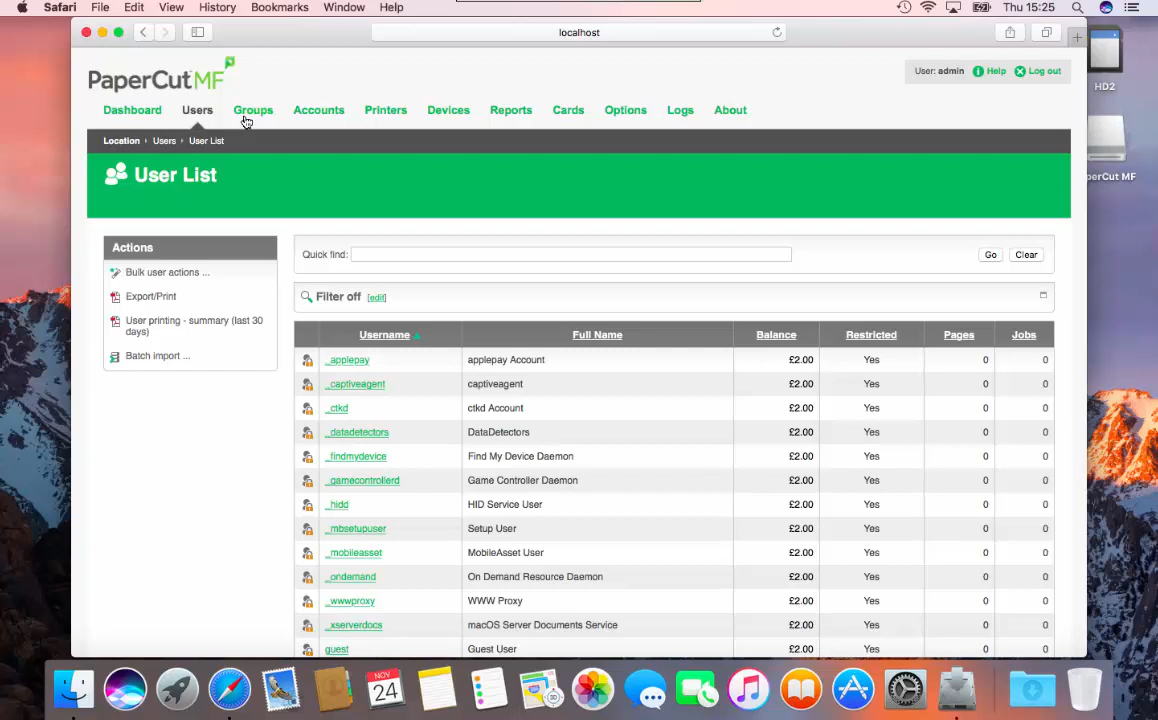 Safari File Edit View History Bookmarks Window Help Thu 15:25
localhost
PaperCut MF
User: admin Help Log out
Dashboard Users Groups Accounts Printers Devices Reports Cards Options Logs About
Location Users User List
User List
Actions
Bulk user actions ...
Export/Print
User printing - summary (last 30
days)
Batch import ...
Quick find: Go Clear
Filter off [edit]
Username Full Name Balance Restricted Pages Jobs
_applepay applepay Account £2.00 Yes 0 0
_captiveagent captiveagent £2.00 Yes 0 0
_ctkd ctkd Account £2.00 Yes 0 0
_datadetectors DataDetectors £2.00 Yes 0 0
_findmydevice Find My Device Daemon £2.00 Yes 0 0
_gamecontrollerd Game Controller Daemon £2.00 Yes 0 0
_hidd HID Service User £2.00 Yes 0 0
_mbsetupuser Setup User £2.00 Yes 0 0
_mobileasset MobileAsset User £2.00 Yes 0 0
_ondemand On Demand Resource Daemon £2.00 Yes 0 0
_wwwproxy WWW Proxy £2.00 Yes 0 0
_xserverdocs macOS Server Documents Service £2.00 Yes 0 0
guest Guest User £2.00 Yes 0 0
HD2
perCut MF
NOV
24